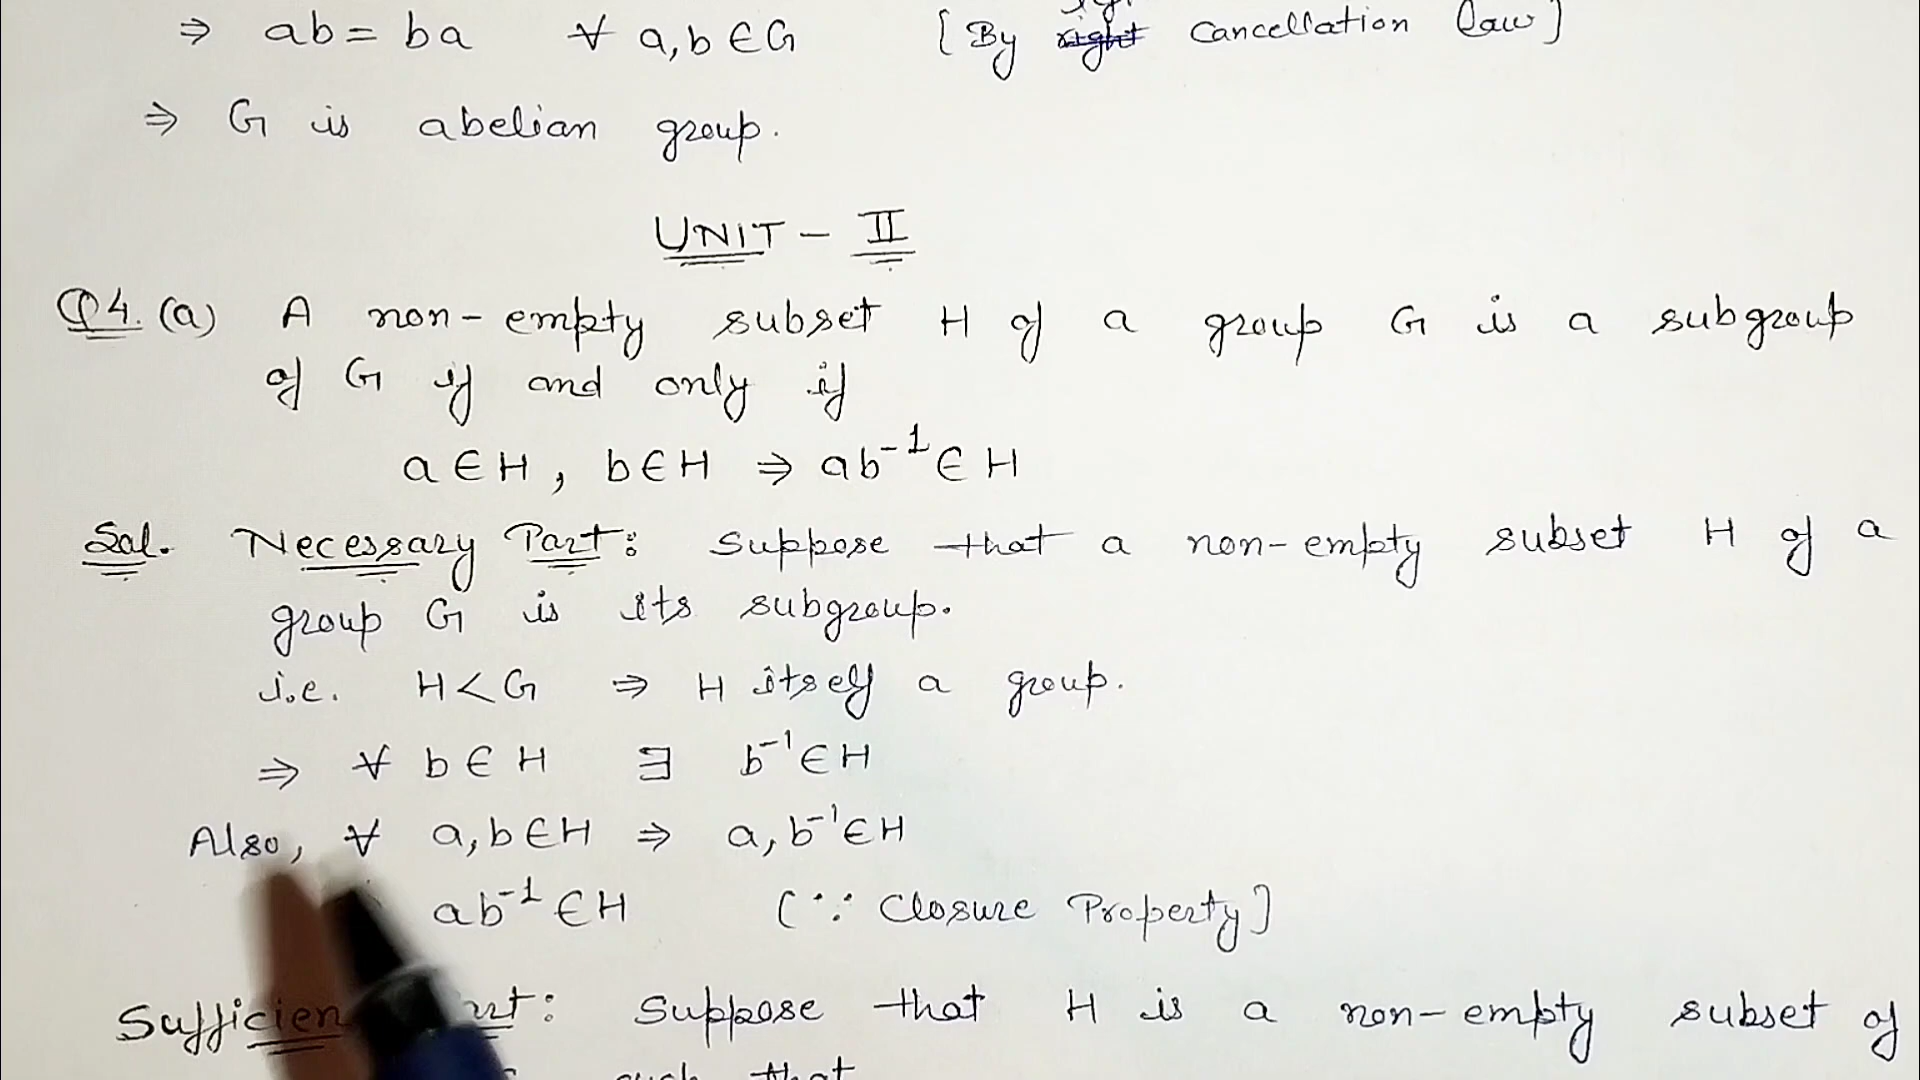 ⇒ ab = ba ∀ a,b ∈ G [By Cancellation law]
⇒ G is abelian group.
UNIT - II
Q4. (a) A non-empty subset H of a group G is a subgroup
of G if and only if
a ∈ H, b ∈ H ⇒ ab⁻¹ ∈ H
Sol. Necessary Part: Suppose that a non-empty subset H of a
group G is its subgroup.
i.e. H < G ⇒ H itself a group.
⇒ ∀ b ∈ H ∃ b⁻¹ ∈ H
Also, ∀ a,b ∈ H ⇒ a, b⁻¹ ∈ H
ab⁻¹ ∈ H [∵ Closure Property]
Suppose that H is a non-empty subset of
such that